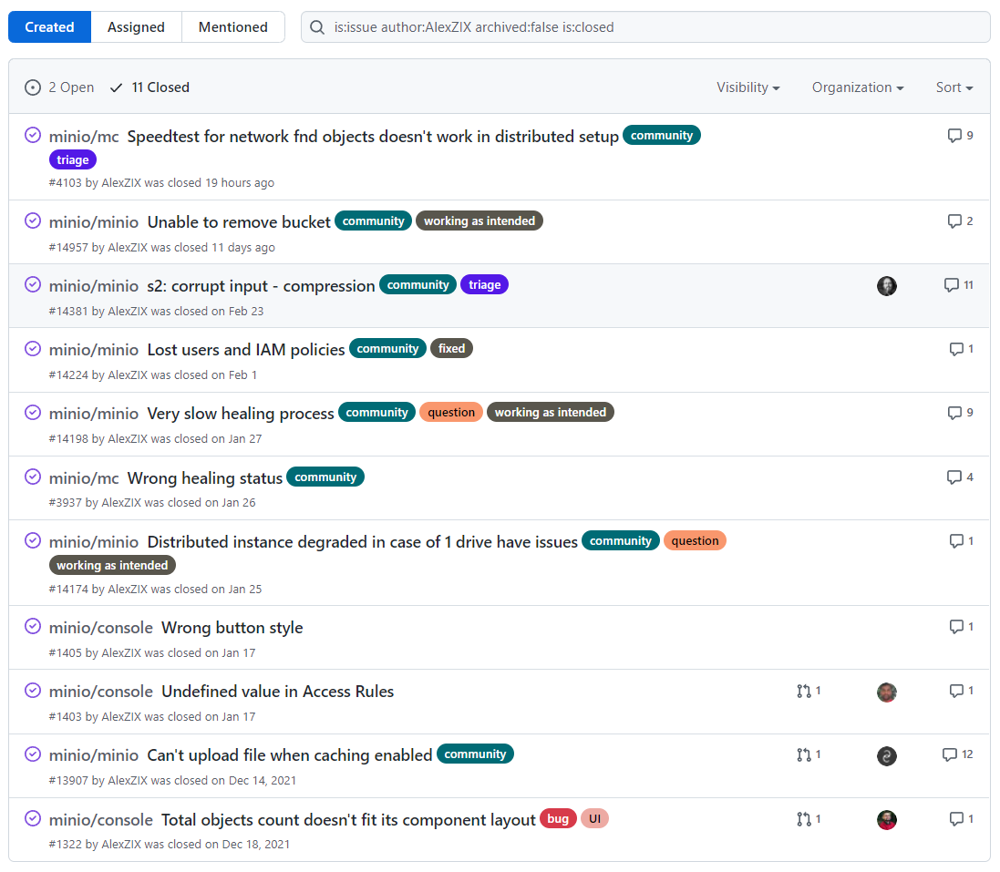 Created Assigned Mentioned is:issue author:AlexZIX archived:false is:closed
2 Open 11 Closed Visibility Organization Sort
minio/mc Speedtest for network fnd objects doesn't work in distributed setup community 9
triage
#4103 by AlexZIX was closed 19 hours ago
minio/minio Unable to remove bucket community working as intended 2
#14957 by AlexZIX was closed 11 days ago
minio/minio s2: corrupt input - compression community triage 11
#14381 by AlexZIX was closed on Feb 23
minio/minio Lost users and IAM policies community fixed 1
#14224 by AlexZIX was closed on Feb 1
minio/minio Very slow healing process community question working as intended 9
#14198 by AlexZIX was closed on Jan 27
minio/mc Wrong healing status community 4
#3937 by AlexZIX was closed on Jan 26
minio/minio Distributed instance degraded in case of 1 drive have issues community question 1
working as intended
#14174 by AlexZIX was closed on Jan 25
minio/console Wrong button style 1
#1405 by AlexZIX was closed on Jan 17
minio/console Undefined value in Access Rules 1 1
#1403 by AlexZIX was closed on Jan 17
minio/minio Can't upload file when caching enabled community 1 12
#13907 by AlexZIX was closed on Dec 14, 2021
minio/console Total objects count doesn't fit its component layout bug UI 1 1
#1322 by AlexZIX was closed on Dec 18, 2021